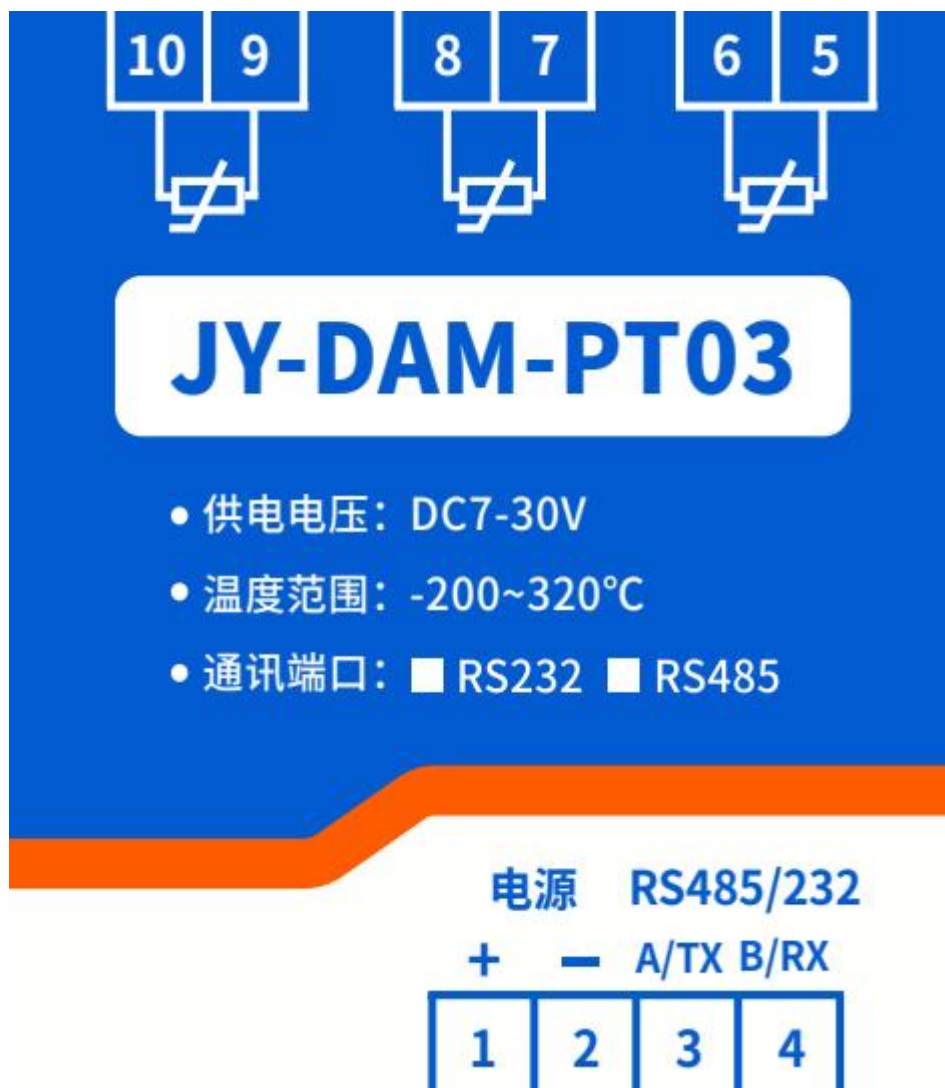 10 9 8 7 6 5
JY-DAM-PT03
• 供电电压：DC7-30V
• 温度范围：-200~320℃
• 通讯端口：■ RS232 ■ RS485
电源 RS485/232
+ − A/TX B/RX
1 2 3 4